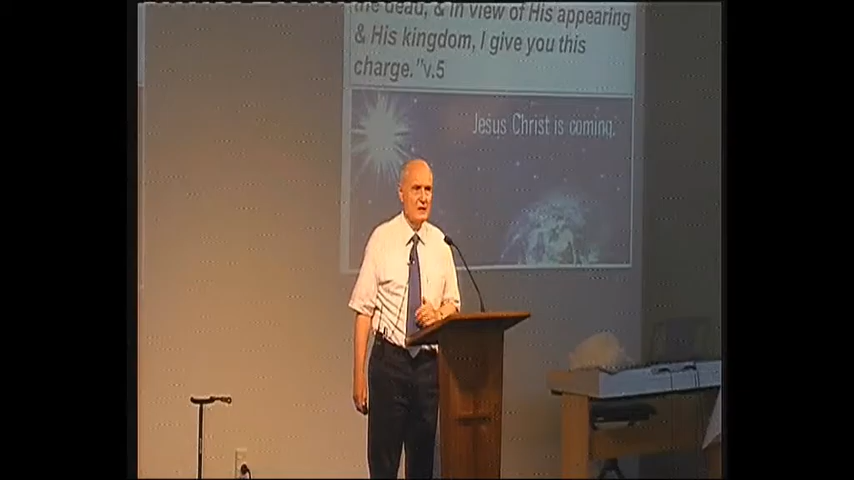 the dead, & in view of His appearing
& His kingdom, I give you this
charge."v.5
Jesus Christ is coming.